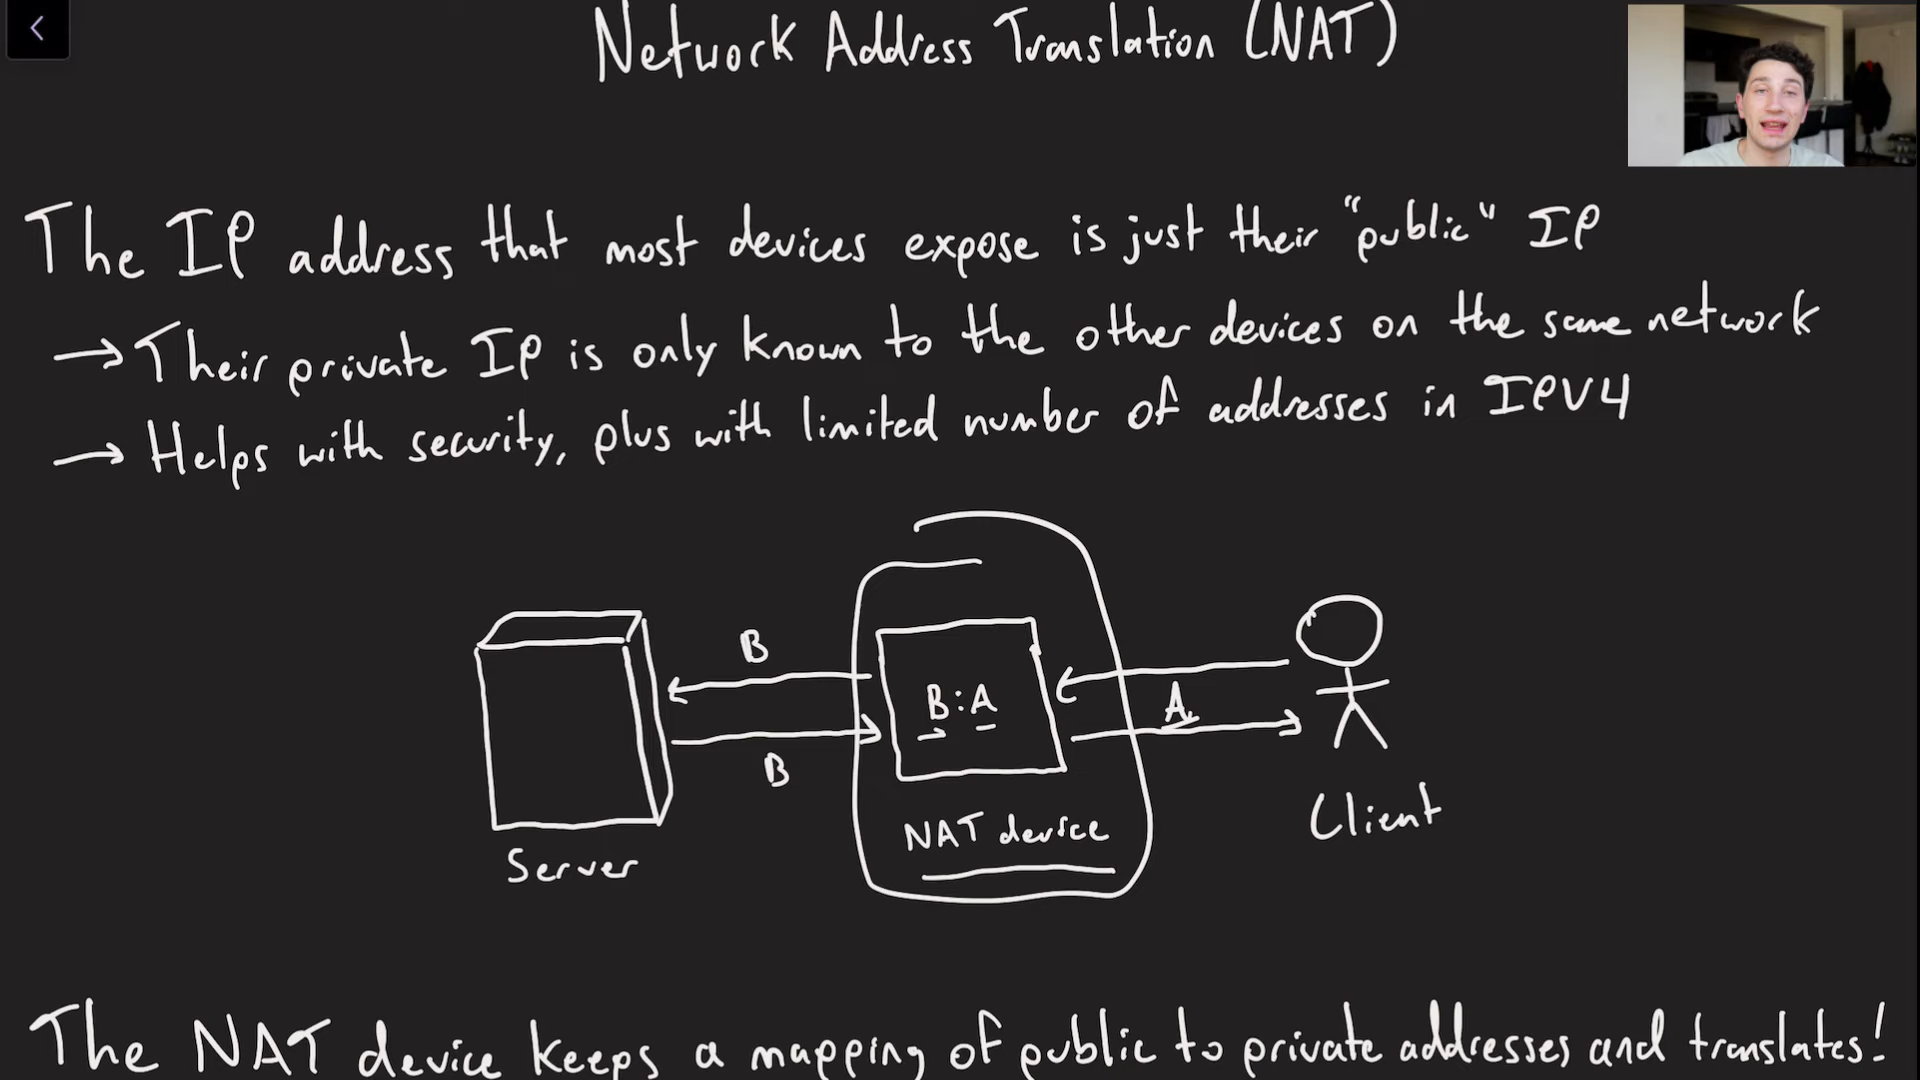 Network Address Translation (NAT)
The IP address that most devices expose is just their "public" IP
→ Their private IP is only known to the other devices on the same network
→ Helps with security, plus with limited number of addresses in IPV4
B
B:A
A
B
NAT device
Client
Server
The NAT device keeps a mapping of public to private addresses and translates!